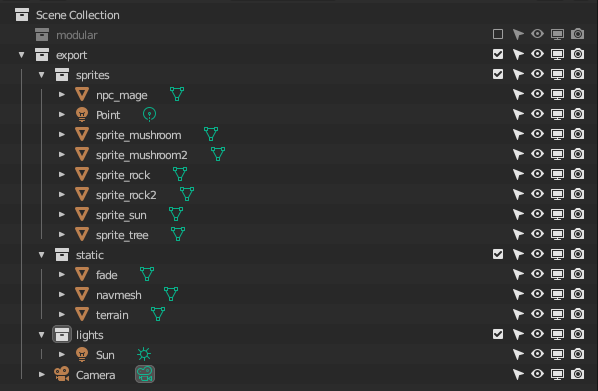 Scene Collection
modular
export
sprites
npc_mage
Point
sprite_mushroom
sprite_mushroom2
sprite_rock
sprite_rock2
sprite_sun
sprite_tree
static
fade
navmesh
terrain
lights
Sun
Camera